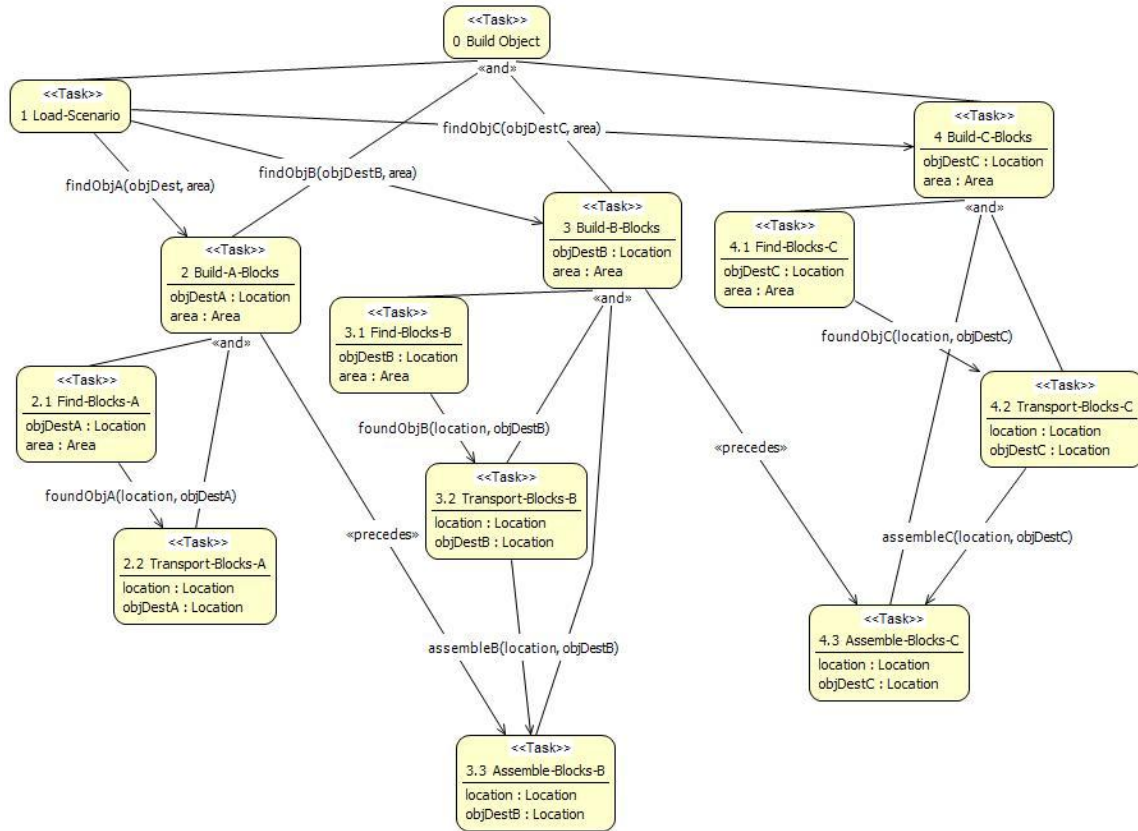 <<Task>>
0 Build Object
«and»
<<Task>>
1 Load-Scenario
findObjC(objDestC, area)
<<Task>>
4 Build-C-Blocks
objDestC : Location
area : Area
«and»
findObjA(objDest, area)
findObjB(objDestB, area)
<<Task>>
3 Build-B-Blocks
objDestB : Location
area : Area
«and»
<<Task>>
4.1 Find-Blocks-C
objDestC : Location
area : Area
<<Task>>
2 Build-A-Blocks
objDestA : Location
area : Area
«and»
<<Task>>
3.1 Find-Blocks-B
objDestB : Location
area : Area
foundObjC(location, objDestC)
<<Task>>
2.1 Find-Blocks-A
objDestA : Location
area : Area
<<Task>>
4.2 Transport-Blocks-C
location : Location
objDestC : Location
foundObjB(location, objDestB)
«precedes»
foundObjA(location, objDestA)
<<Task>>
3.2 Transport-Blocks-B
location : Location
objDestB : Location
<<Task>>
2.2 Transport-Blocks-A
location : Location
objDestA : Location
«precedes»
assembleC(location, objDestC)
<<Task>>
4.3 Assemble-Blocks-C
location : Location
objDestC : Location
assembleB(location, objDestB)
<<Task>>
3.3 Assemble-Blocks-B
location : Location
objDestB : Location